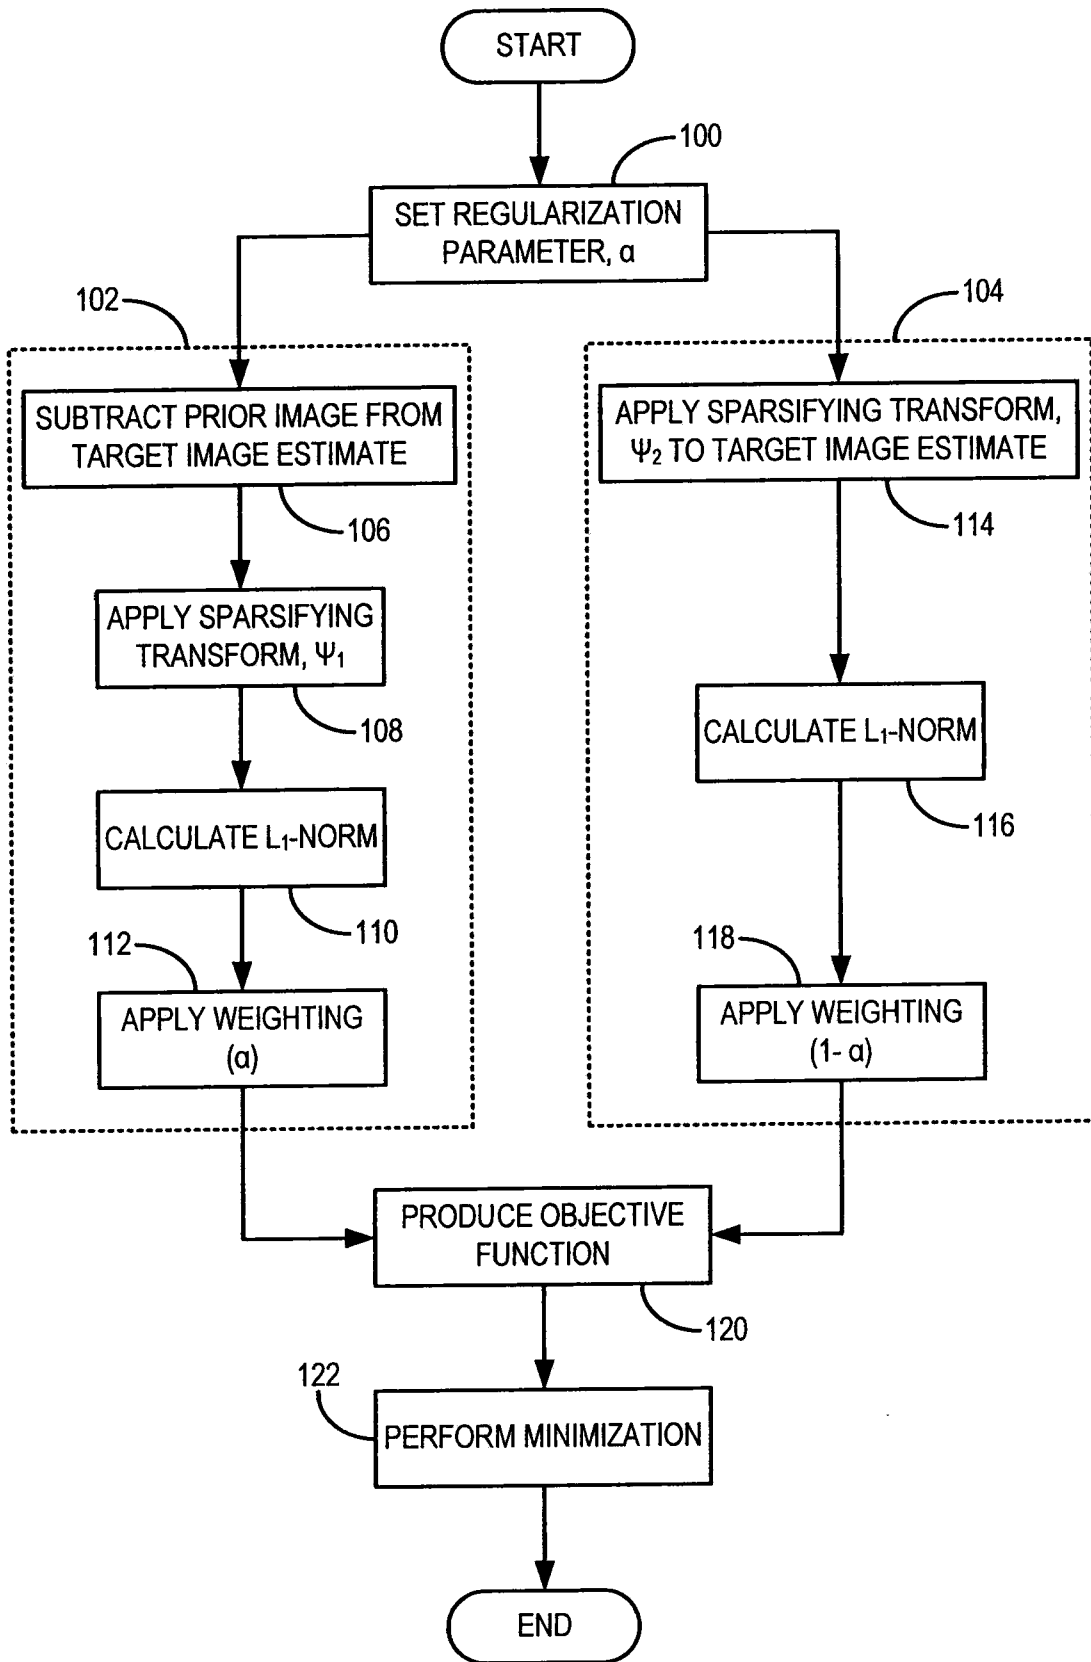 START
100
SET REGULARIZATION
PARAMETER, α
102
104
SUBTRACT PRIOR IMAGE FROM
TARGET IMAGE ESTIMATE
106
APPLY SPARSIFYING
TRANSFORM, Ψ₁
108
CALCULATE L₁-NORM
110
112
APPLY WEIGHTING
(α)
APPLY SPARSIFYING TRANSFORM,
Ψ₂ TO TARGET IMAGE ESTIMATE
114
CALCULATE L₁-NORM
116
118
APPLY WEIGHTING
(1- α)
PRODUCE OBJECTIVE
FUNCTION
120
122
PERFORM MINIMIZATION
END